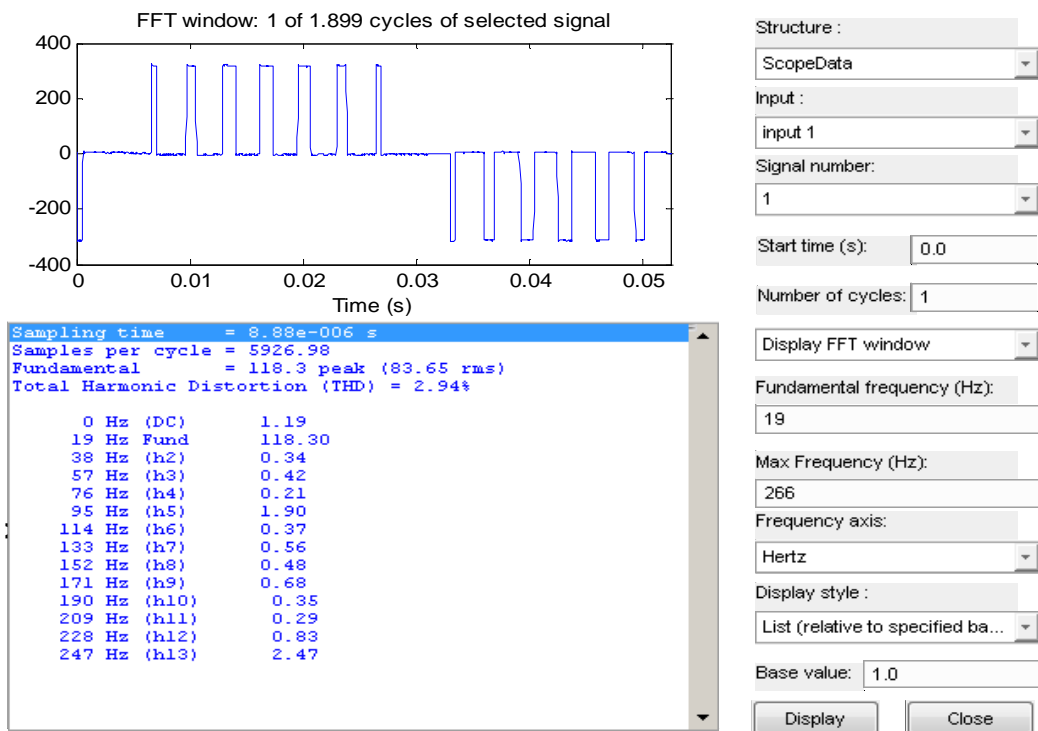 FFT window: 1 of 1.899 cycles of selected signal
400
200
0
-200
-400
0 0.01 0.02 0.03 0.04 0.05
Time (s)
Sampling time = 8.88e-006 s
Samples per cycle = 5926.98
Fundamental = 118.3 peak (83.65 rms)
Total Harmonic Distortion (THD) = 2.94%
0 Hz (DC) 1.19
19 Hz Fund 118.30
38 Hz (h2) 0.34
57 Hz (h3) 0.42
76 Hz (h4) 0.21
95 Hz (h5) 1.90
114 Hz (h6) 0.37
133 Hz (h7) 0.56
152 Hz (h8) 0.48
171 Hz (h9) 0.68
190 Hz (h10) 0.35
209 Hz (h11) 0.29
228 Hz (h12) 0.83
247 Hz (h13) 2.47
Structure :
ScopeData
Input :
input 1
Signal number:
1
Start time (s): 0.0
Number of cycles: 1
Display FFT window
Fundamental frequency (Hz):
19
Max Frequency (Hz):
266
Frequency axis:
Hertz
Display style :
List (relative to specified ba...
Base value: 1.0
Display Close